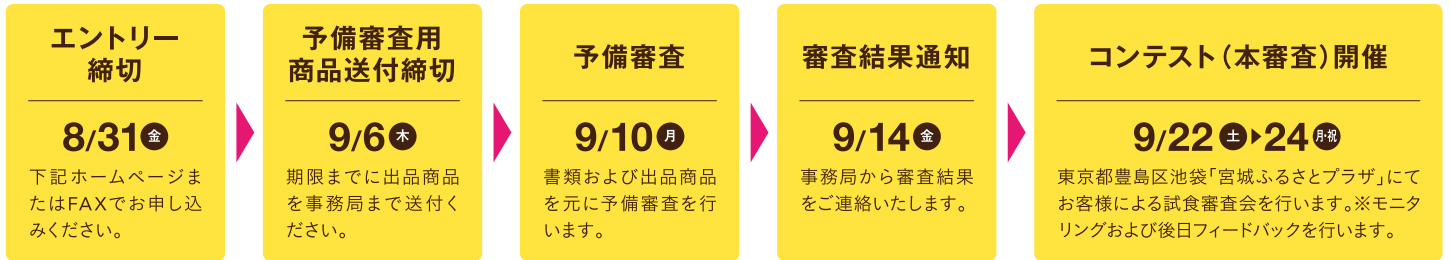 エントリー
締切
8/31金
下記ホームページま
たはFAXでお申し込
みください。
予備審査用
商品送付締切
9/6木
期限までに出品商品
を事務局まで送付く
ださい。
予備審査
9/10月
書類および出品商品
を元に予備審査を行
います。
審査結果通知
9/14金
事務局から審査結果
をご連絡いたします。
コンテスト（本審査）開催
9/22土▶24月・祝
東京都豊島区池袋「宮城ふるさとプラザ」にて
お客様による試食審査会を行います。※モニタ
リングおよび後日フィードバックを行います。